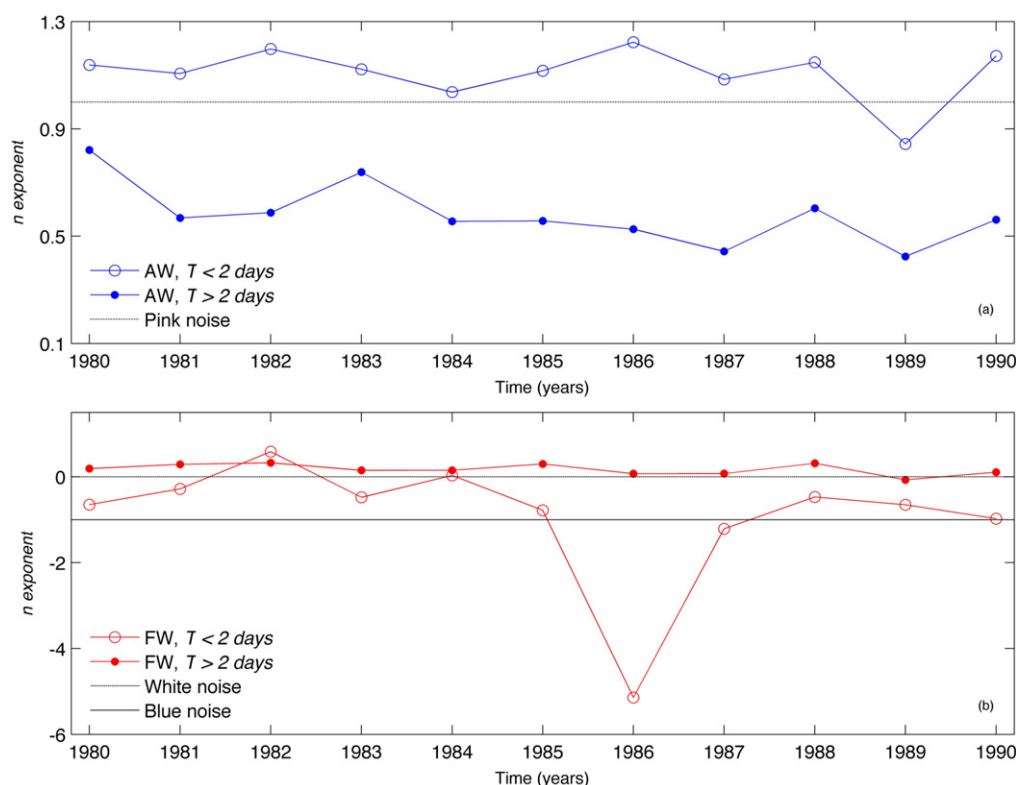 1.3
0.9
0.5
0.1
n exponent
AW, T < 2 days
AW, T > 2 days
Pink noise
(a)
1980 1981 1982 1983 1984 1985 1986 1987 1988 1989 1990
Time (years)
0
-2
-4
-6
n exponent
FW, T < 2 days
FW, T > 2 days
White noise
Blue noise
(b)
1980 1981 1982 1983 1984 1985 1986 1987 1988 1989 1990
Time (years)